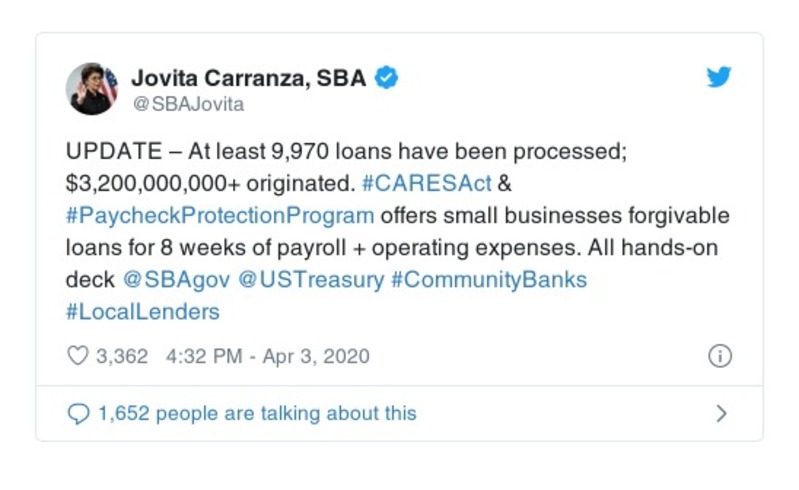 Jovita Carranza, SBA
@SBAJovita
UPDATE – At least 9,970 loans have been processed;
$3,200,000,000+ originated. #CARESAct &
#PaycheckProtectionProgram offers small businesses forgivable
loans for 8 weeks of payroll + operating expenses. All hands-on
deck @SBAgov @USTreasury #CommunityBanks
#LocalLenders
3,362 4:32 PM - Apr 3, 2020
1,652 people are talking about this